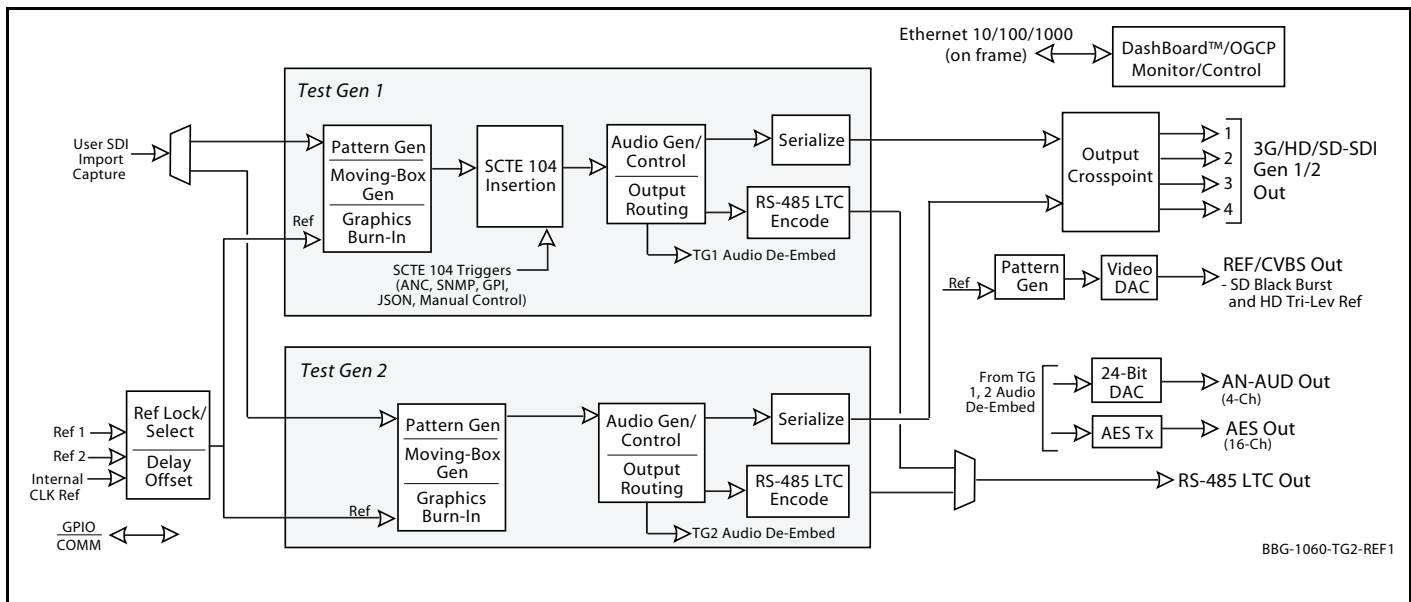 Ethernet 10/100/1000
(on frame)
DashBoard™/OGCP
Monitor/Control
Test Gen 1
User SDI
Import
Capture
Pattern Gen
Moving-Box
Gen
Graphics
Burn-In
Ref
SCTE 104
Insertion
SCTE 104 Triggers
(ANC, SNMP, GPI,
JSON, Manual Control)
Audio Gen/
Control
Output
Routing
Serialize
RS-485 LTC
Encode
TG1 Audio De-Embed
Output
Crosspoint
1
2
3
4
3G/HD/SD-SDI
Gen 1/2
Out
Ref
Pattern
Gen
Video
DAC
REF/CVBS Out
- SD Black Burst
and HD Tri-Lev Ref
Test Gen 2
Ref 1
Ref 2
Internal
CLK Ref
Ref Lock/
Select
Delay
Offset
GPIO
COMM
Pattern Gen
Moving-Box
Gen
Graphics
Burn-In
Ref
Audio Gen/
Control
Output
Routing
Serialize
RS-485 LTC
Encode
TG2 Audio De-Embed
From TG
1, 2 Audio
De-Embed
24-Bit
DAC
AN-AUD Out
(4-Ch)
AES Tx
AES Out
(16-Ch)
RS-485 LTC Out
BBG-1060-TG2-REF1